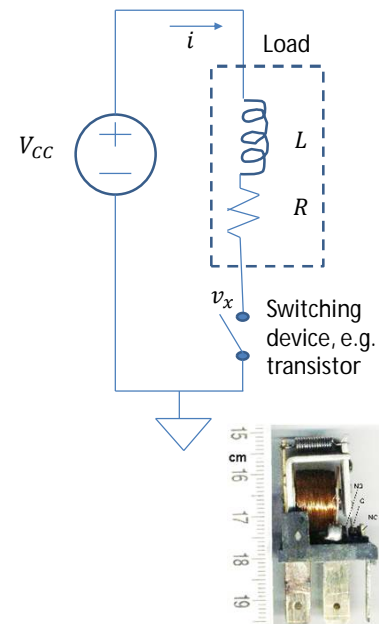 i
Load
V_CC
L
R
v_x
Switching
device, e.g.
transistor
15
cm
16
17
18
19
NO
C
NC